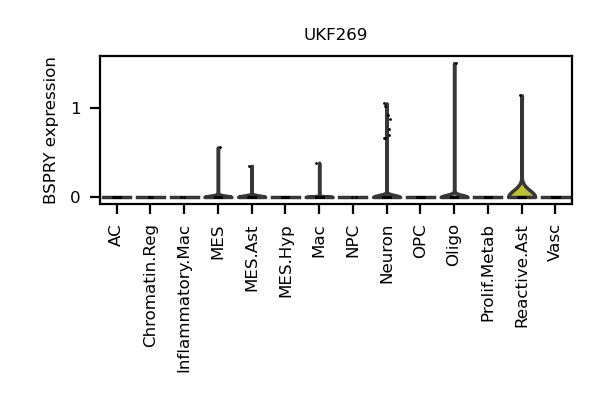 UKF269
BSPRY expression
1
0
AC
Chromatin.Reg
Inflammatory.Mac
MES
MES.Ast
MES.Hyp
Mac
NPC
Neuron
OPC
Oligo
Prolif.Metab
Reactive.Ast
Vasc